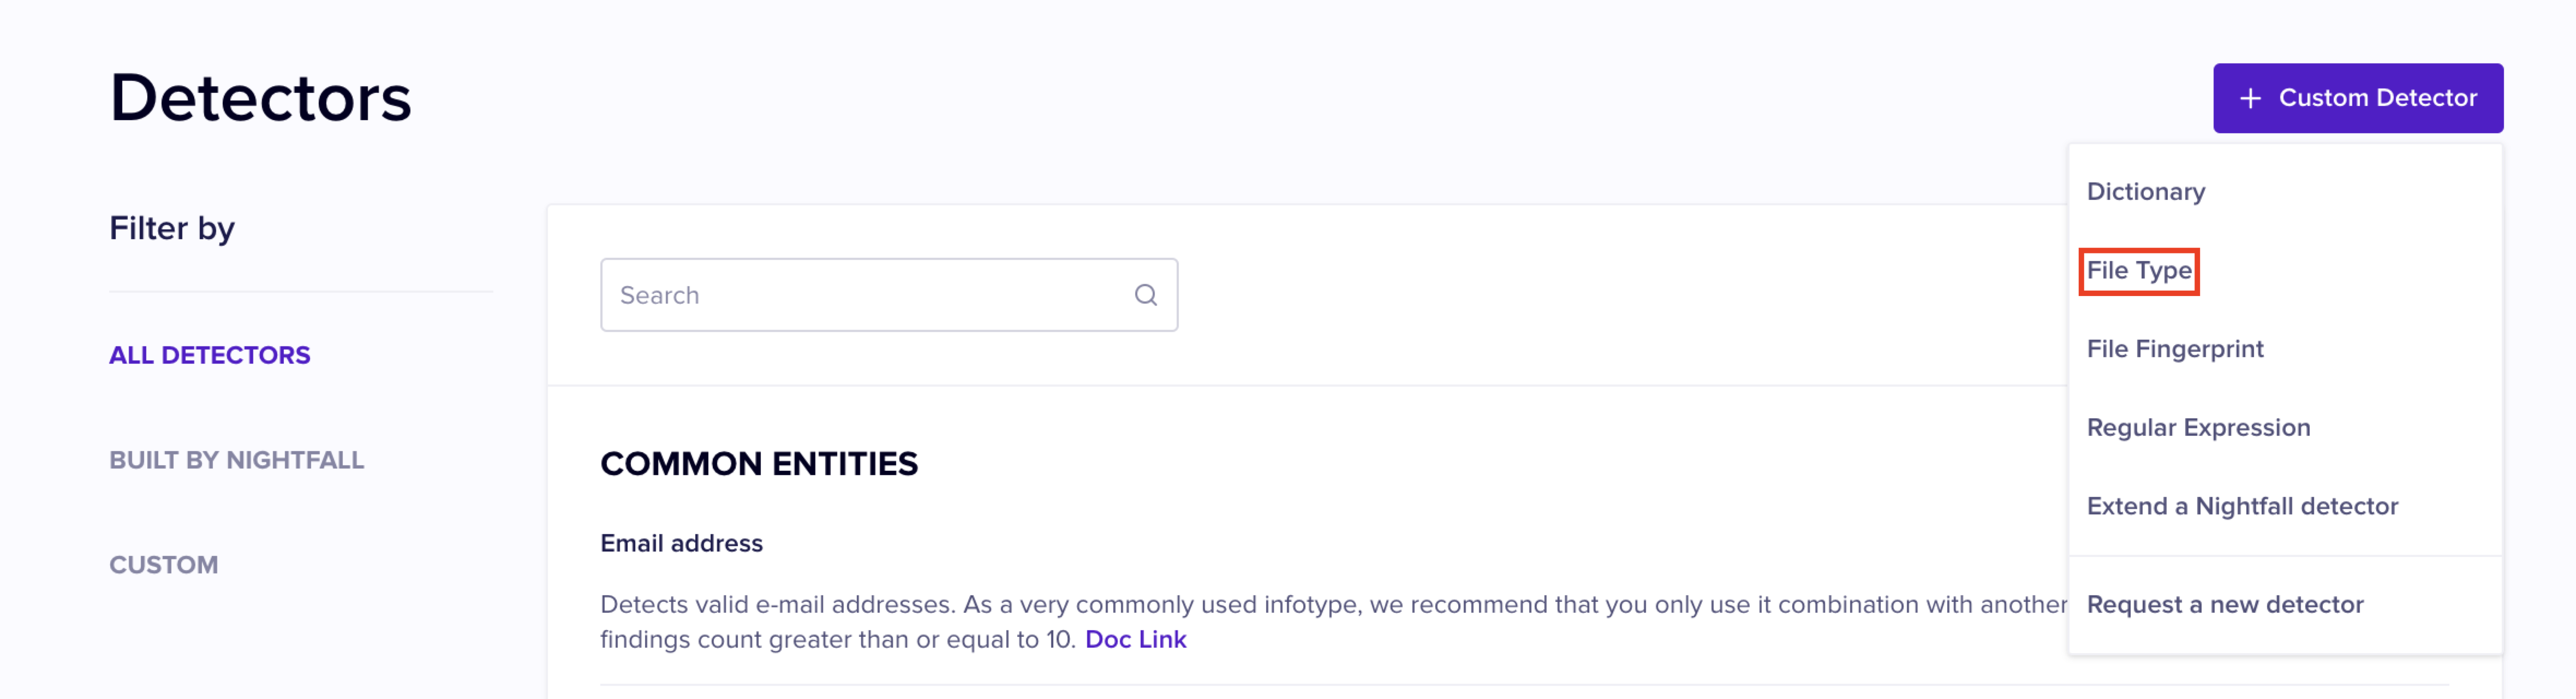 Detectors
+ Custom Detector
Filter by
ALL DETECTORS
BUILT BY NIGHTFALL
CUSTOM
Search
COMMON ENTITIES
Email address
Detects valid e-mail addresses. As a very commonly used infotype, we recommend that you only use it combination with another
findings count greater than or equal to 10. Doc Link
Dictionary
File Type
File Fingerprint
Regular Expression
Extend a Nightfall detector
Request a new detector